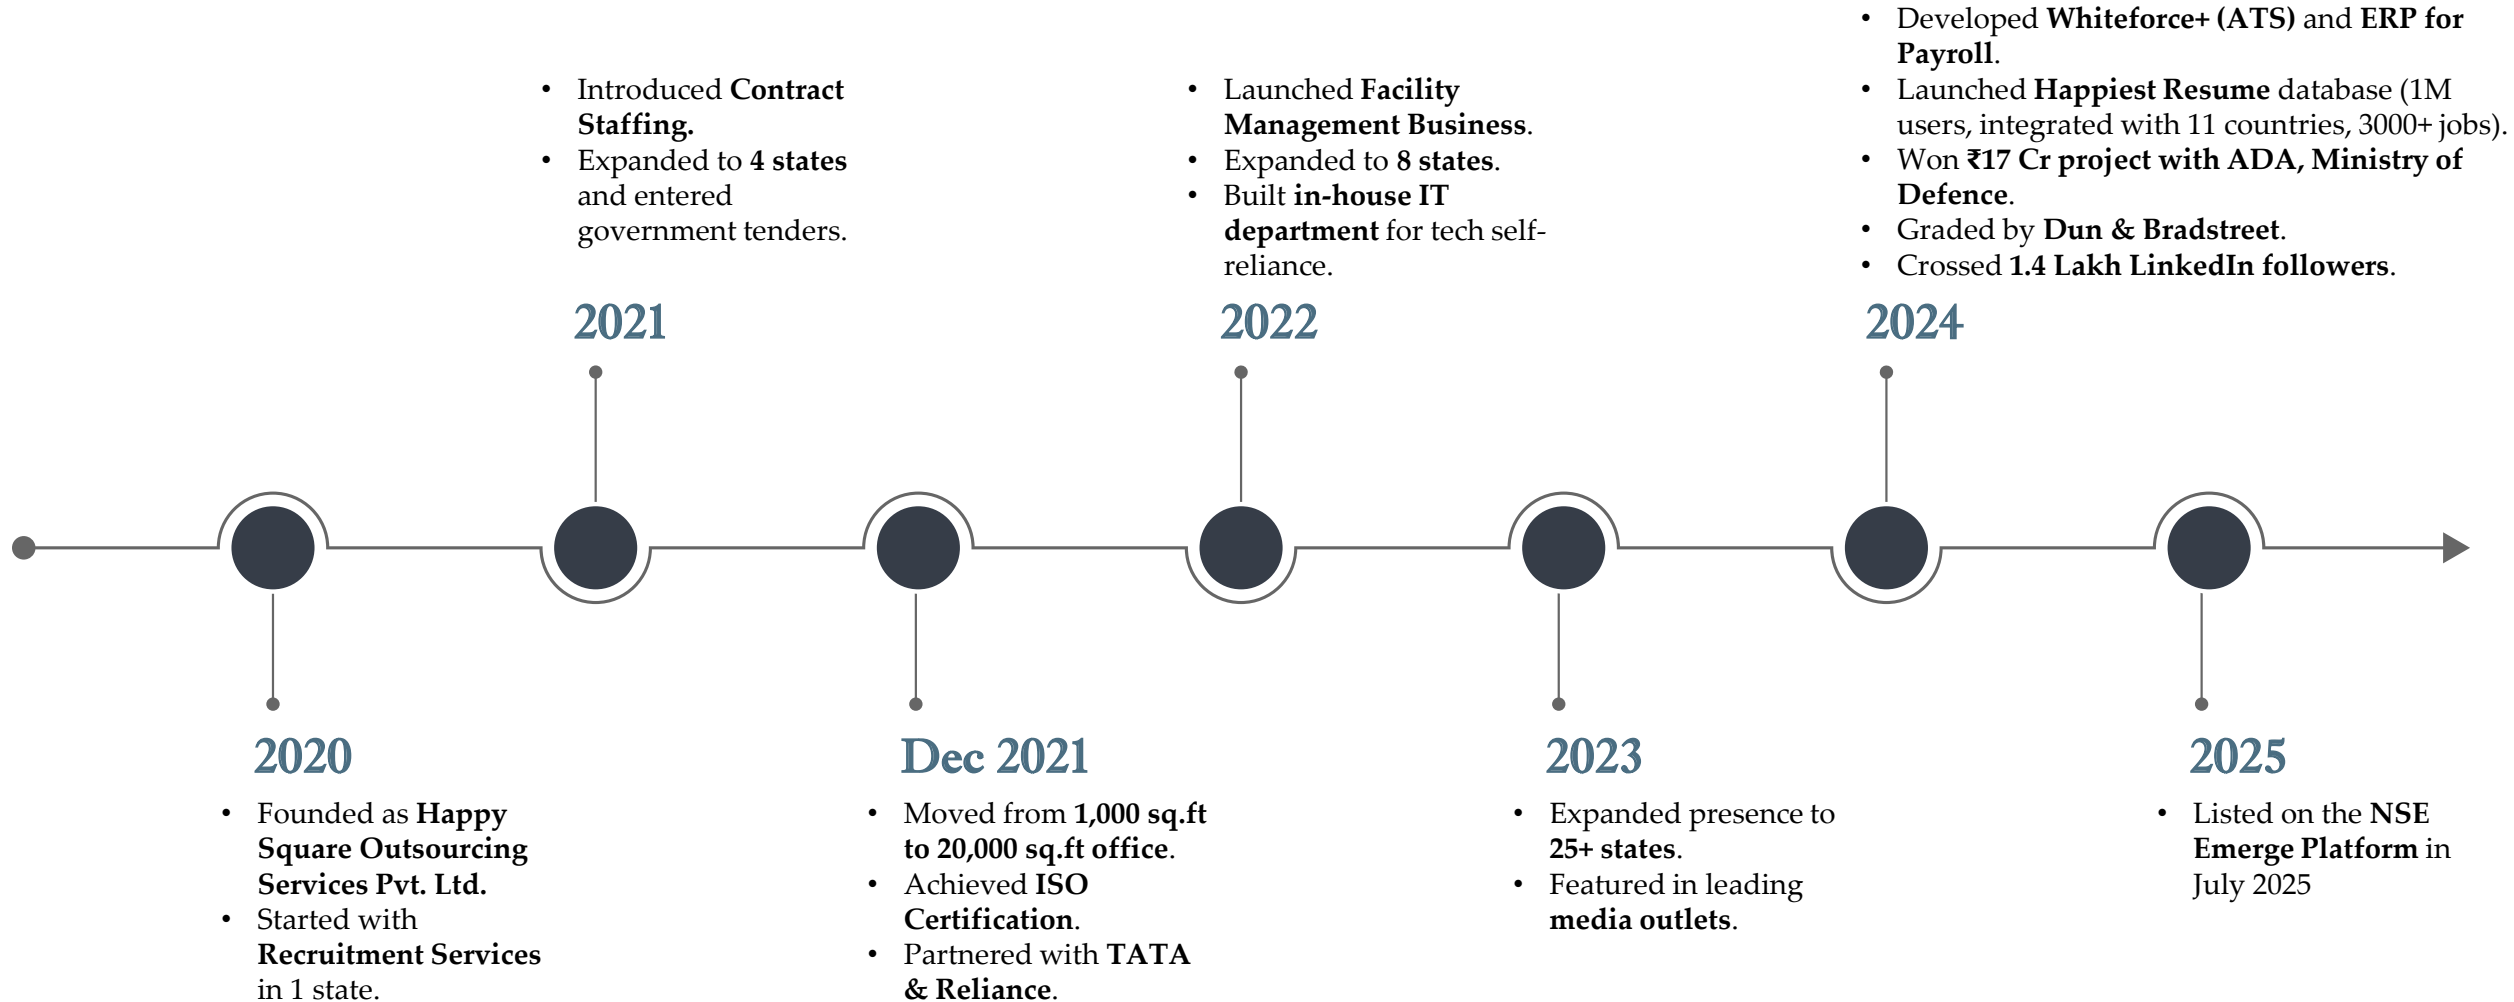 • Developed Whiteforce+ (ATS) and ERP for
Payroll.
• Launched Happiest Resume database (1M
users, integrated with 11 countries, 3000+ jobs).
• Won ₹17 Cr project with ADA, Ministry of
Defence.
• Graded by Dun & Bradstreet.
• Crossed 1.4 Lakh LinkedIn followers.
• Introduced Contract
Staffing.
• Expanded to 4 states
and entered
government tenders.
• Launched Facility
Management Business.
• Expanded to 8 states.
• Built in-house IT
department for tech self-
reliance.
2021
2022
2024
2020
• Founded as Happy
Square Outsourcing
Services Pvt. Ltd.
• Started with
Recruitment Services
in 1 state.
Dec 2021
• Moved from 1,000 sq.ft
to 20,000 sq.ft office.
• Achieved ISO
Certification.
• Partnered with TATA
& Reliance.
2023
• Expanded presence to
25+ states.
• Featured in leading
media outlets.
2025
• Listed on the NSE
Emerge Platform in
July 2025